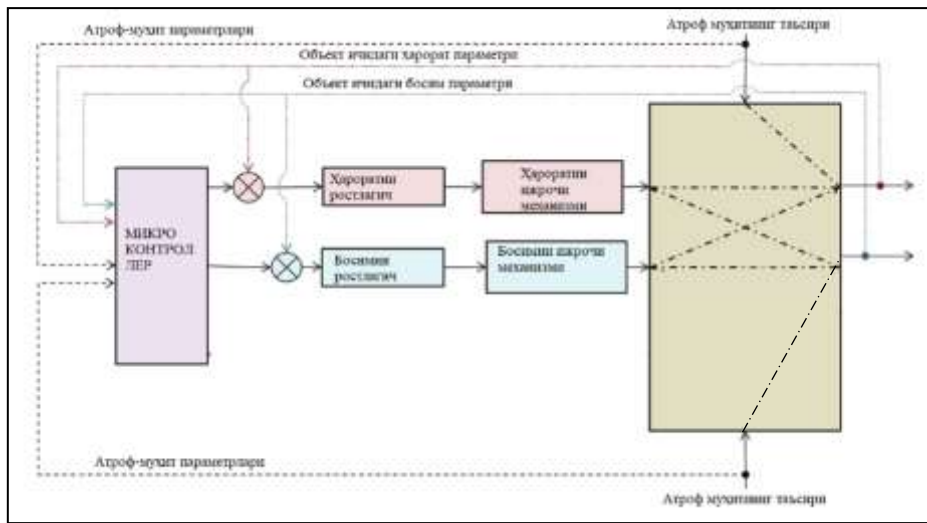 Атроф-муҳит параметрлари
Атроф муҳитнинг таъсири
Объект ичидаги ҳарорат параметри
Объект ичидаги босим параметри
МИКРО
КОНТРОЛ
ЛЕР
Ҳароратни
ростлагич
Ҳароратни
ижрочи
механизми
Босимни
ростлагич
Босимни ижрочи
механизми
Атроф-муҳит параметрлари
Атроф муҳитнинг таъсири